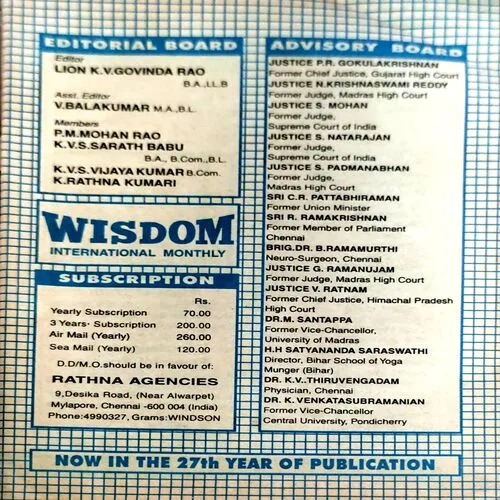 EDITORIAL BOARD
Editor
LION K.V.GOVINDA RAO
B.A.,LL.B
Asst. Editor
V.BALAKUMAR M.A.,B.L.
Members
P.M.MOHAN RAO
K.V.S.SARATH BABU
B.A., B.Com.,B.L.
K.V.S.VIJAYA KUMAR B.Com.
K.RATHNA KUMARI
WISDOM
INTERNATIONAL MONTHLY
SUBSCRIPTION
Rs.
Yearly Subscription 70.00
3 Years· Subscription 200.00
Air Mail (Yearly) 260.00
Sea Mail (Yearly) 120.00
D.D/MO.should be in favour of:
RATHNA AGENCIES
9,Desika Road, (Near Alwarpet)
Mylapore, Chennai -600 004 (India)
Phone:4990327, Grams:WINDSON
ADVISORY BOARD
JUSTICE P.R. GOKULAKRISHNAN
Former Chief Justice, Gujarat High Court
JUSTICE N.KRISHNASWAMI REDDY
Former Judge, Madras High Court
JUSTICE S. MOHAN
Former Judge,
Supreme Court of India
JUSTICE S. NATARAJAN
Former Judge,
Supreme Court of India
JUSTICE S. PADMANABHAN
Former Judge,
Madras High Court
SRI C.R. PATTABHIRAMAN
Former Union Minister
SRI R. RAMAKRISHNAN
Former Member of Parliament
Chennai
BRIG.DR. B.RAMAMURTHI
Neuro-Surgeon, Chennai
JUSTICE G. RAMANUJAM
Former Judge, Madras High Court
JUSTICE V. RATNAM
Former Chief Justice, Himachal Pradesh
High Court
DR.M. SANTAPPA
Former Vice-Chancellor,
University of Madras
H.H SATYANANDA SARASWATHI
Director, Bihar School of Yoga
Munger (Bihar)
DR. K.V..THIRUVENGADAM
Physician, Chennai
DR. K.VENKATASUBRAMANIAN
Former Vice-Chancellor
Central University, Pondicherry
NOW IN THE 27th YEAR OF PUBLICATION